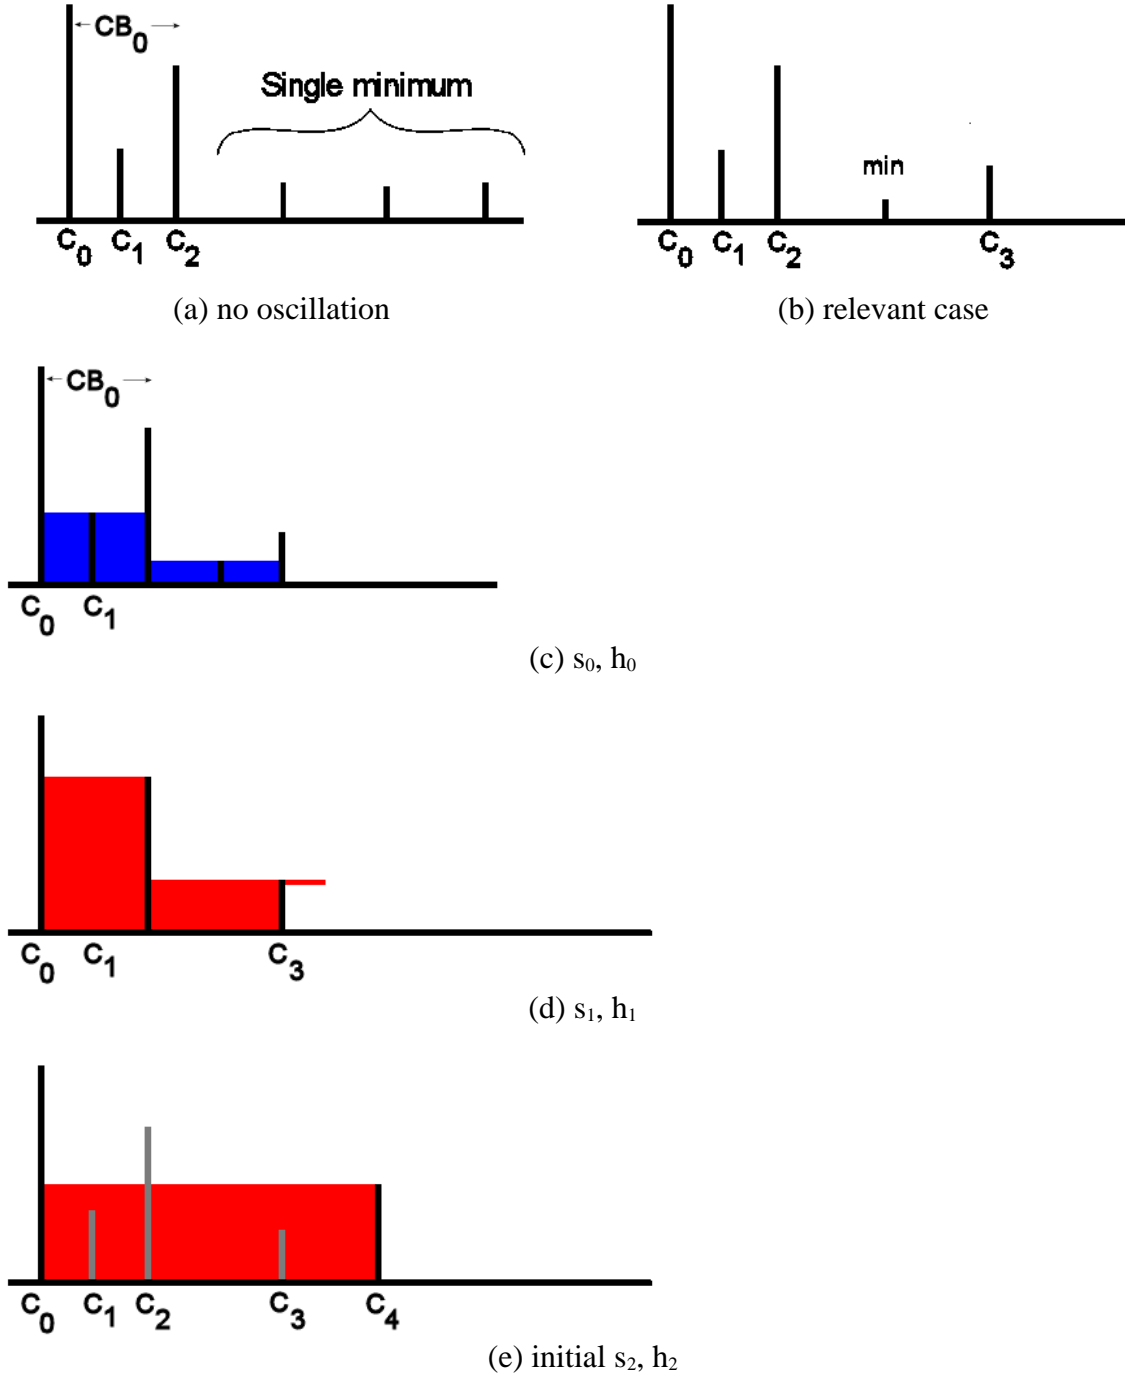 CB₀
Single minimum
min
C₀ C₁ C₂
C₀ C₁ C₂ C₃
(a) no oscillation
(b) relevant case
CB₀
C₀ C₁
(c) s₀, h₀
C₀ C₁ C₃
(d) s₁, h₁
C₀ C₁ C₂ C₃ C₄
(e) initial s₂, h₂